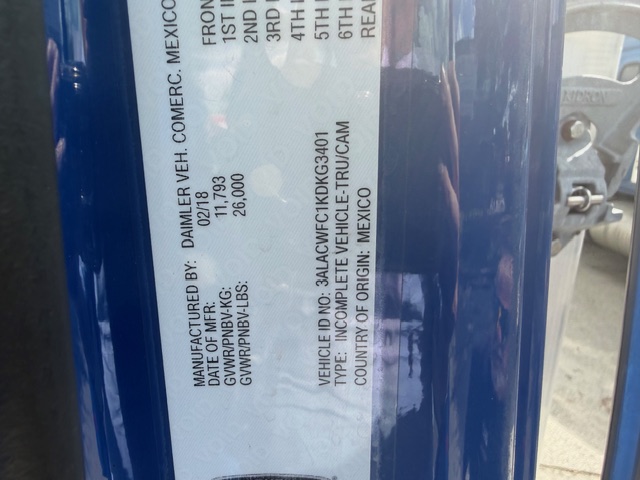 MANUFACTURED BY: DAIMLER VEH. COMERC. MEXICO
DATE OF MFR: 02/18
GVWR/PNBV-KG: 11,793
GVWR/PNBV-LBS: 26,000
VEHICLE ID NO: 3ALACWFC1KDKG3401
TYPE: INCOMPLETE VEHICLE-TRU/CAM
COUNTRY OF ORIGIN: MEXICO
FRON
1ST I
2ND I
3RD I
4TH I
5TH I
6TH I
REA